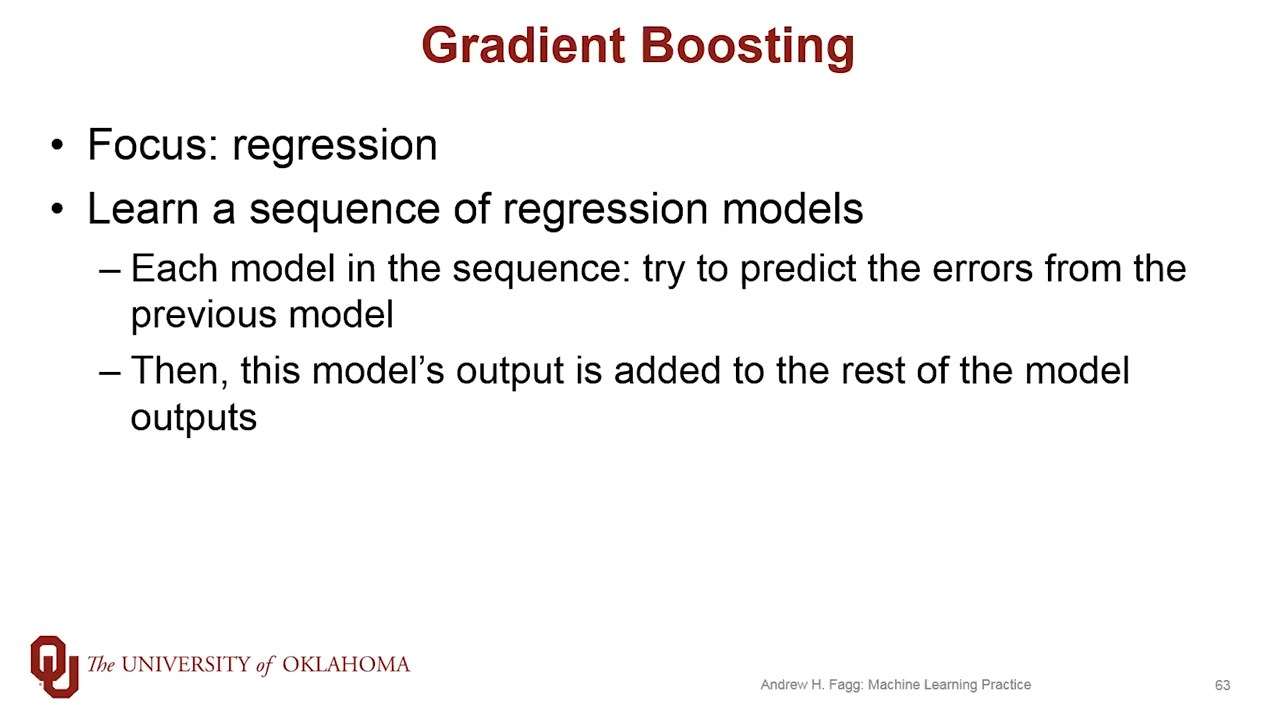 Gradient Boosting
• Focus: regression
• Learn a sequence of regression models
– Each model in the sequence: try to predict the errors from the
previous model
– Then, this model’s output is added to the rest of the model
outputs
The UNIVERSITY of OKLAHOMA
Andrew H. Fagg: Machine Learning Practice
63